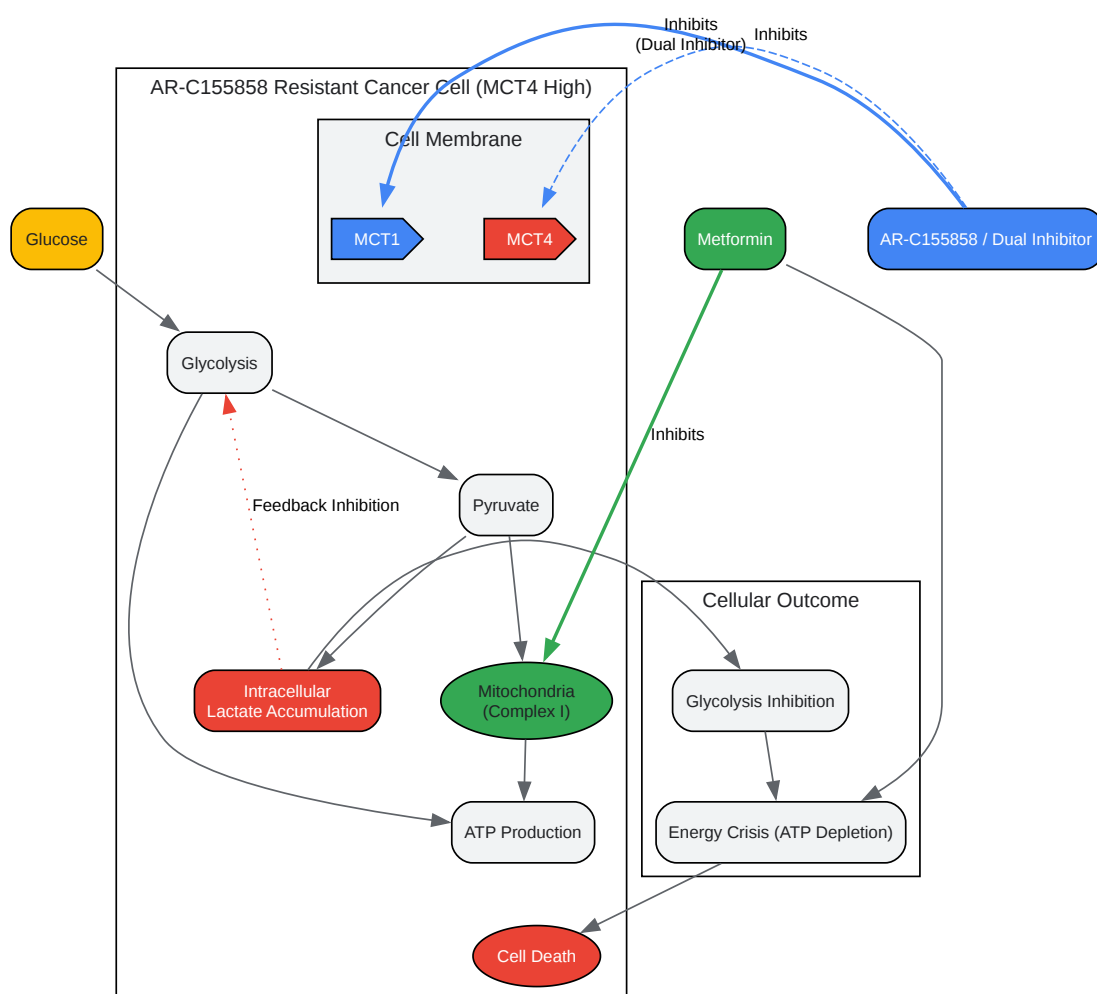 Inhibits
(Dual Inhibitor)
Inhibits
AR-C155858 Resistant Cancer Cell (MCT4 High)
Cell Membrane
Glucose
MCT1
MCT4
Metformin
AR-C155858 / Dual Inhibitor
Glycolysis
Inhibits
Feedback Inhibition
Pyruvate
Cellular Outcome
Intracellular
Lactate Accumulation
Mitochondria
(Complex I)
Glycolysis Inhibition
ATP Production
Energy Crisis (ATP Depletion)
Cell Death